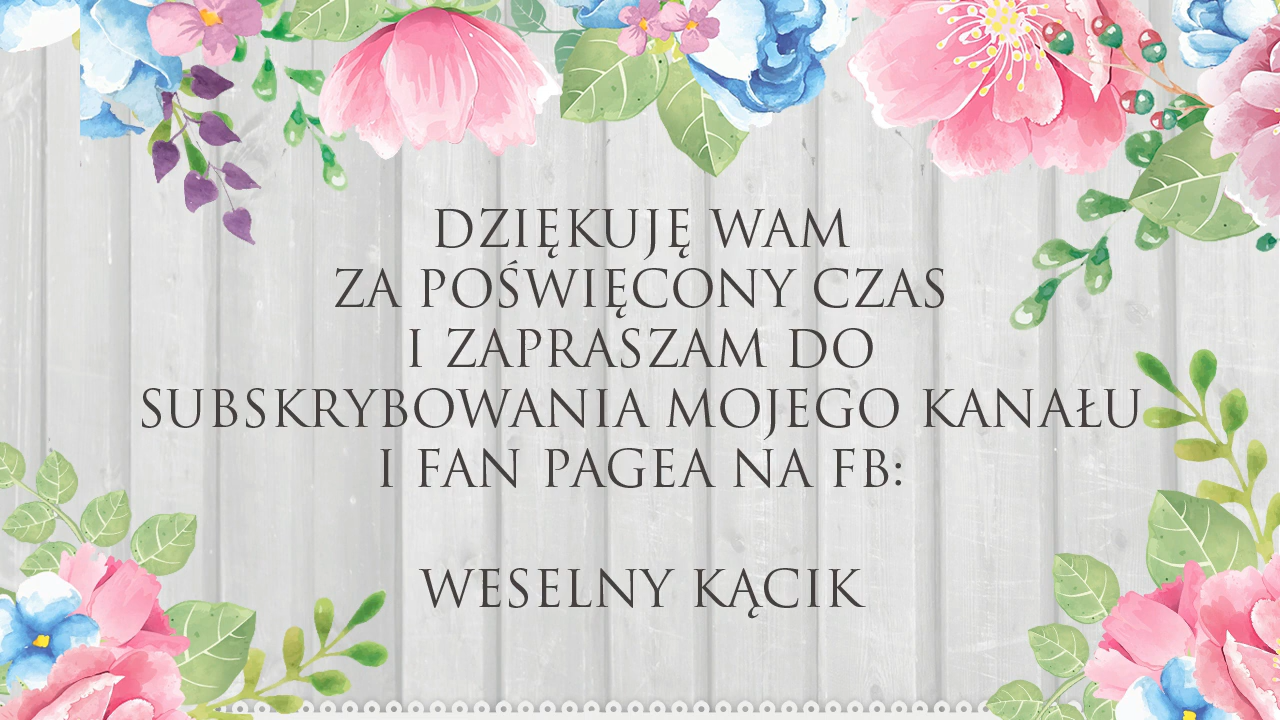 DZIĘKUJĘ WAM
ZA POŚWIĘCONY CZAS
I ZAPRASZAM DO
SUBSKRYBOWANIA MOJEGO KANAŁU
I FAN PAGEA NA FB:
WESELNY KĄCIK